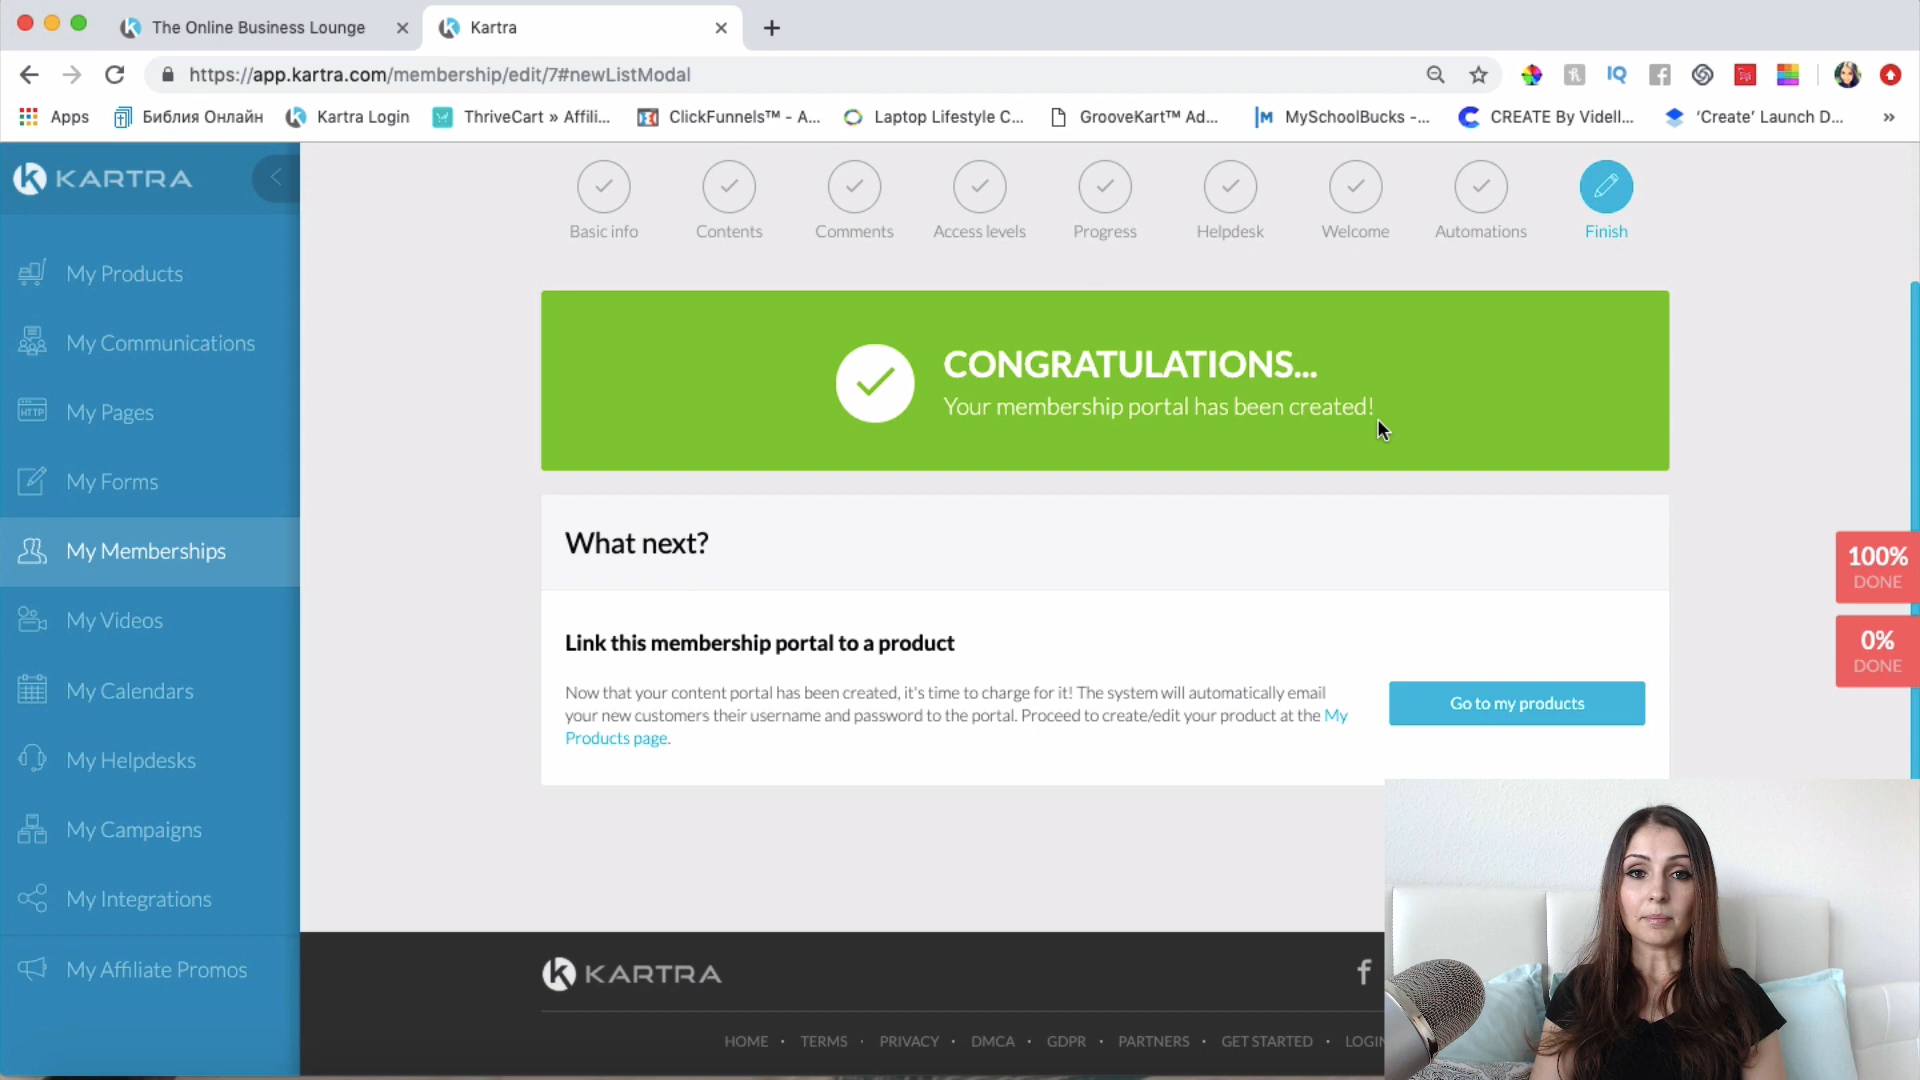 The Online Business Lounge
Kartra
https://app.kartra.com/membership/edit/7#newListModal
IQ
Apps
Библия Онлайн
Kartra Login
ThriveCart » Affili...
ClickFunnels™ - A...
Laptop Lifestyle C...
GrooveKart™ Ad...
MySchoolBucks -...
CREATE By Videll...
‘Create’ Launch D...
»
KARTRA
Basic info
Contents
Comments
Access levels
Progress
Helpdesk
Welcome
Automations
Finish
My Products
My Communications
HTTP
My Pages
My Forms
My Memberships
My Videos
My Calendars
My Helpdesks
My Campaigns
My Integrations
My Affiliate Promos
CONGRATULATIONS...
Your membership portal has been created!
What next?
Link this membership portal to a product
Now that your content portal has been created, it's time to charge for it! The system will automatically email
your new customers their username and password to the portal. Proceed to create/edit your product at the My
Products page.
Go to my products
100%
DONE
0%
DONE
KARTRA
HOME • TERMS • PRIVACY • DMCA • GDPR • PARTNERS • GET STARTED • LOGIN